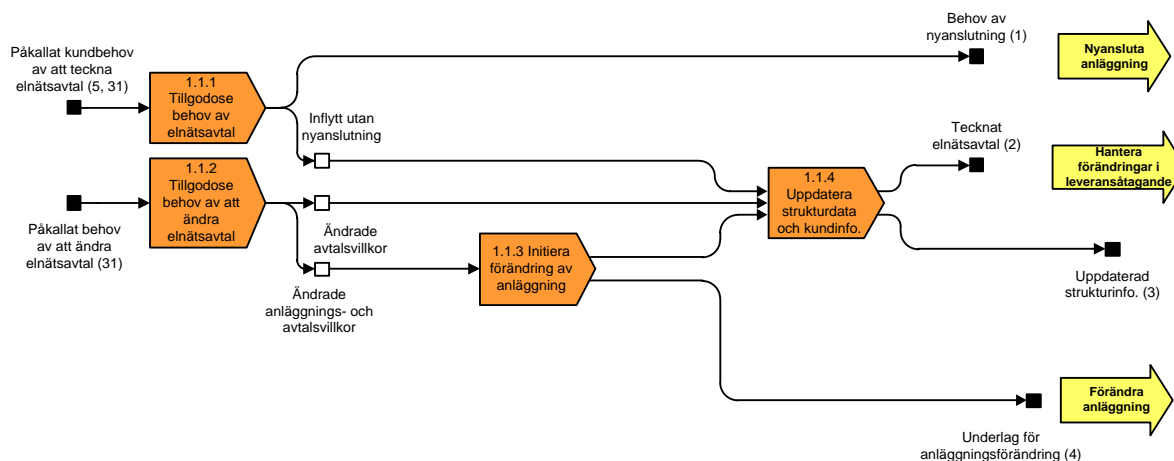 Behov av
nyanslutning (1)
Nyansluta
anläggning
Påkallat kundbehov
av att teckna
elnätsavtal (5, 31)
1.1.1
Tillgodose
behov av
elnätsavtal
Inflytt utan
nyanslutning
Tecknat
elnätsavtal (2)
Hantera
förändringar i
leveransåtagande
1.1.2
Tillgodose
behov av att
ändra
elnätsavtal
1.1.4
Uppdatera
strukturdata
och kundinfo.
Påkallat behov
av att ändra
elnätsavtal (31)
Ändrade
avtalsvillkor
1.1.3 Initiera
förändring av
anläggning
Uppdaterad
strukturinfo. (3)
Ändrade
anläggnings- och
avtalsvillkor
Förändra
anläggning
Underlag för
anläggningsförändring (4)